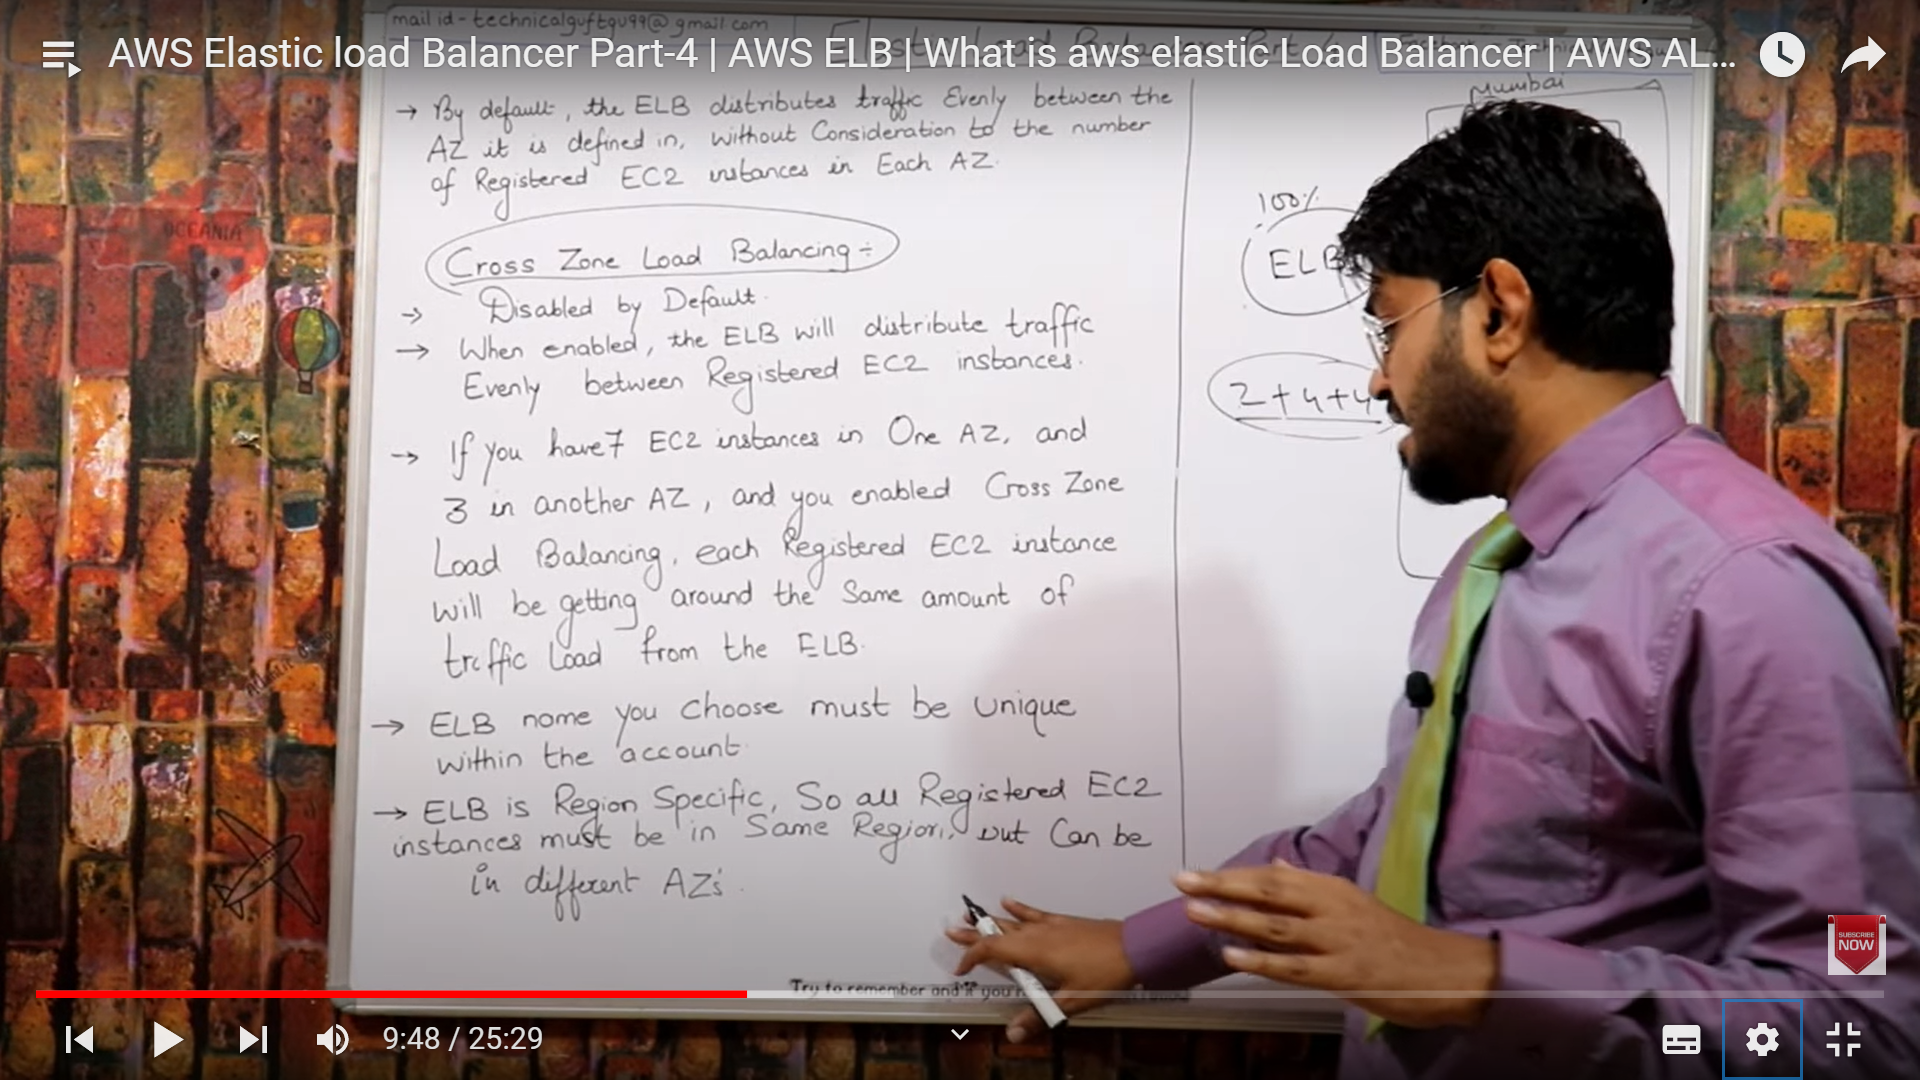 mail id - technicalguftgu99@gmail.com
AWS Elastic load Balancer Part-4 | AWS ELB | What is aws elastic Load Balancer | AWS AL...
→ By default, the ELB distributes traffic Evenly between the
AZ it is defined in, without Consideration to the number
of Registered EC2 instances in Each AZ.
Cross Zone Load Balancing ÷
→ Disabled by Default.
→ When enabled, the ELB will distribute traffic
Evenly between Registered EC2 instances.
→ If you have 7 EC2 instances in One AZ, and
3 in another AZ, and you enabled Cross Zone
Load Balancing, each Registered EC2 instance
will be getting around the Same amount of
traffic Load from the ELB.
→ ELB name you choose must be Unique
within the account.
→ ELB is Region Specific, So all Registered EC2
instances must be in Same Region, but Can be
in different AZ's.
Mumbai
100%
ELB
2+4+4
OCEANIA
SUBSCRIBE
NOW
Try to remember and if you
9:48 / 25:29